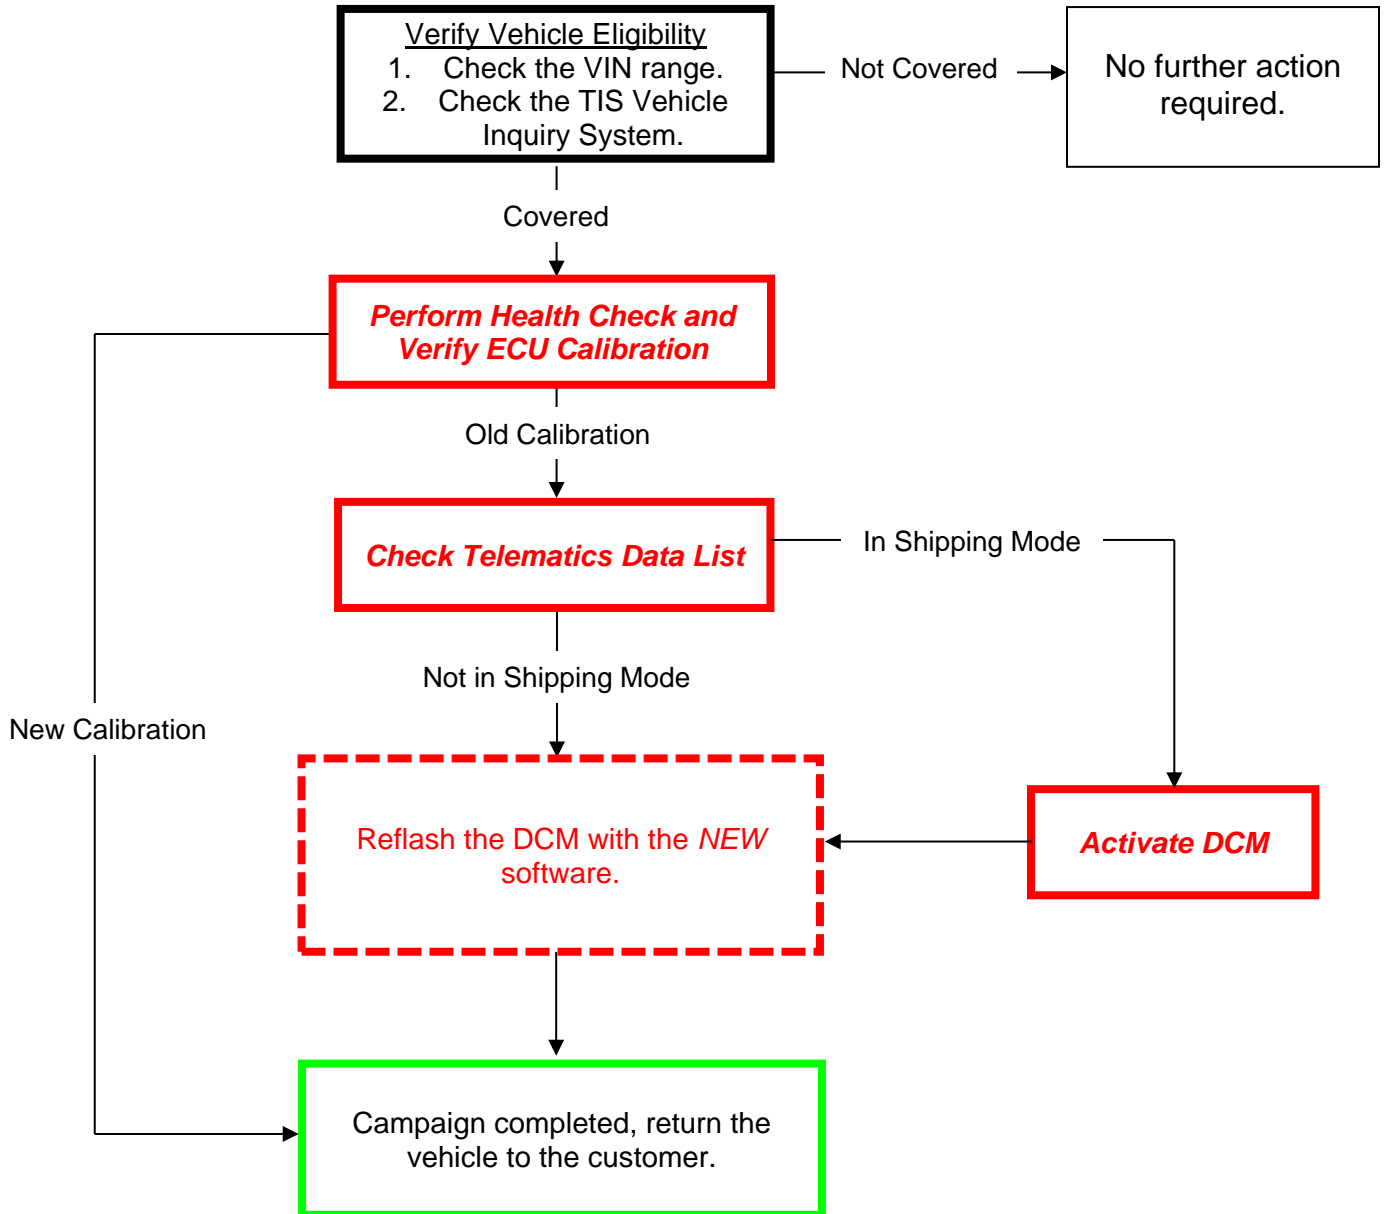 Verify Vehicle Eligibility
1. Check the VIN range.
2. Check the TIS Vehicle
Inquiry System.
Not Covered
No further action
required.
Covered
Perform Health Check and
Verify ECU Calibration
Old Calibration
Check Telematics Data List
In Shipping Mode
Not in Shipping Mode
New Calibration
Reflash the DCM with the NEW
software.
Activate DCM
Campaign completed, return the
vehicle to the customer.